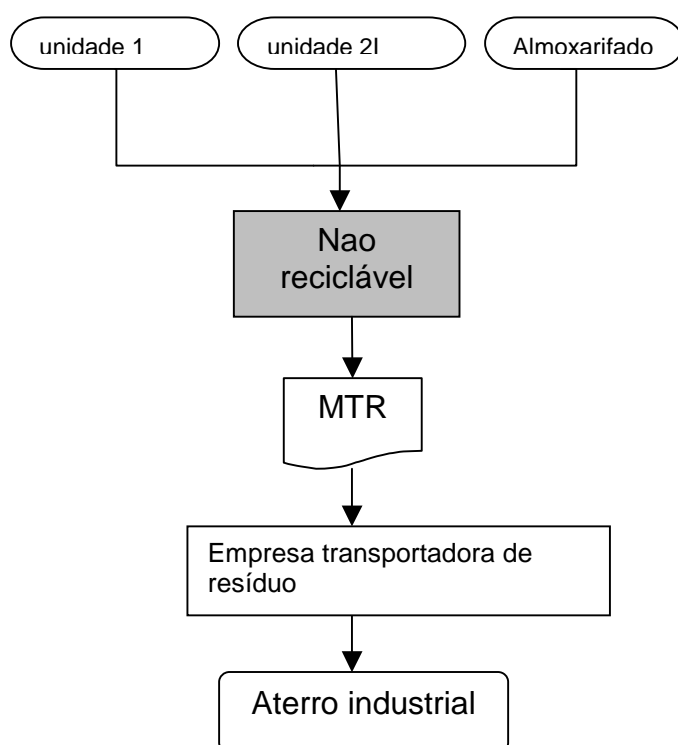 unidade 1
unidade 2I
Almoxarifado
Nao
reciclável
MTR
Empresa transportadora de
resíduo
Aterro industrial